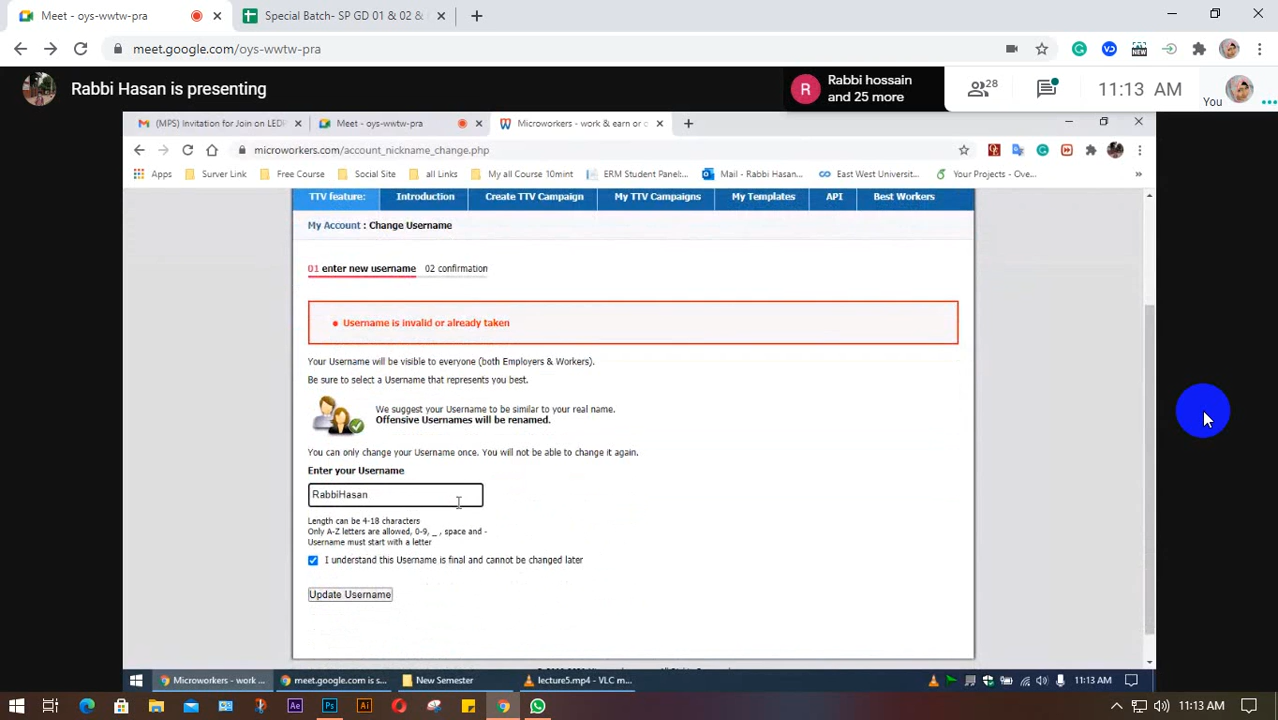 Meet - oys-wwtw-pra
Special Batch- SP GD 01 & 02 &
meet.google.com/oys-wwtw-pra
NEW
Rabbi Hasan is presenting
R
Rabbi hossain
and 25 more
28
11:13 AM
You
(MPS) Invitation for Join on LEDP
Meet - oys-wwtw-pra
Microworkers - work & earn or o
microworkers.com/account_nickname_change.php
Apps
Surver Link
Free Course
Social Site
all Links
My all Course 10mint
ERM Student Panel:...
Mail - Rabbi Hasan...
East West Universit...
Your Projects - Ove...
TTV feature:
Introduction
Create TTV Campaign
My TTV Campaigns
My Templates
API
Best Workers
My Account : Change Username
01 enter new username 02 confirmation
Username is invalid or already taken
Your Username will be visible to everyone (both Employers & Workers).
Be sure to select a Username that represents you best.
We suggest your Username to be similar to your real name.
Offensive Usernames will be renamed.
You can only change your Username once. You will not be able to change it again.
Enter your Username
RabbiHasan
Length can be 4-18 characters
Only A-Z letters are allowed, 0-9, _ , space and -
Username must start with a letter
I understand this Username is final and cannot be changed later
Update Username
Microworkers - work ...
meet.google.com is s...
New Semester
lecture5.mp4 - VLC m...
11:13 AM
Ae
Ps
Ai
11:13 AM